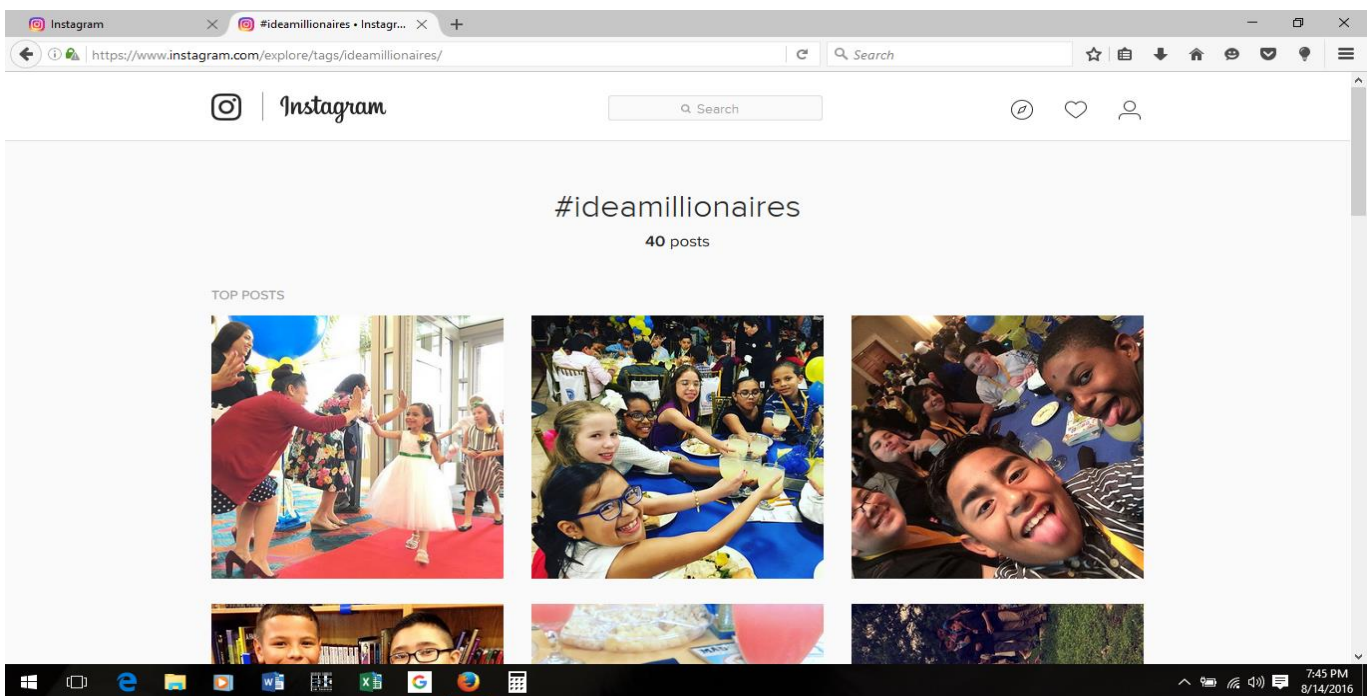 Instagram
#ideamillionaires • Instagr...
https://www.instagram.com/explore/tags/ideamillionaires/
Search
Instagram
Search
#ideamillionaires
40 posts
TOP POSTS
7:45 PM
8/14/2016